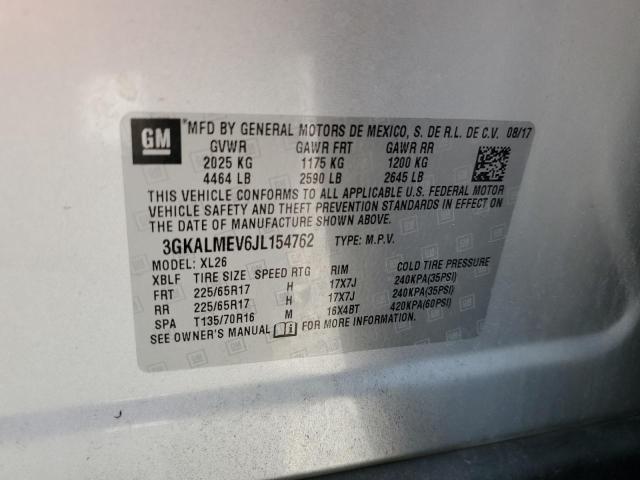 GM *MFD BY GENERAL MOTORS DE MEXICO, S. DE R.L. DE C.V. 08/17
GVWR GAWR FRT GAWR RR
2025 KG 1175 KG 1200 KG
4464 LB 2590 LB 2645 LB
THIS VEHICLE CONFORMS TO ALL APPLICABLE U.S. FEDERAL MOTOR
VEHICLE SAFETY AND THEFT PREVENTION STANDARDS IN EFFECT ON
THE DATE OF MANUFACTURE SHOWN ABOVE.
3GKALMEV6JL154762 TYPE: M.P.V.
MODEL: XL26
XBLF TIRE SIZE SPEED RTG RIM COLD TIRE PRESSURE
FRT 225/65R17 H 17X7J 240KPA(35PSI)
RR 225/65R17 H 17X7J 240KPA(35PSI)
SPA T135/70R16 M 16X4BT 420KPA(60PSI)
SEE OWNER'S MANUAL FOR MORE INFORMATION.